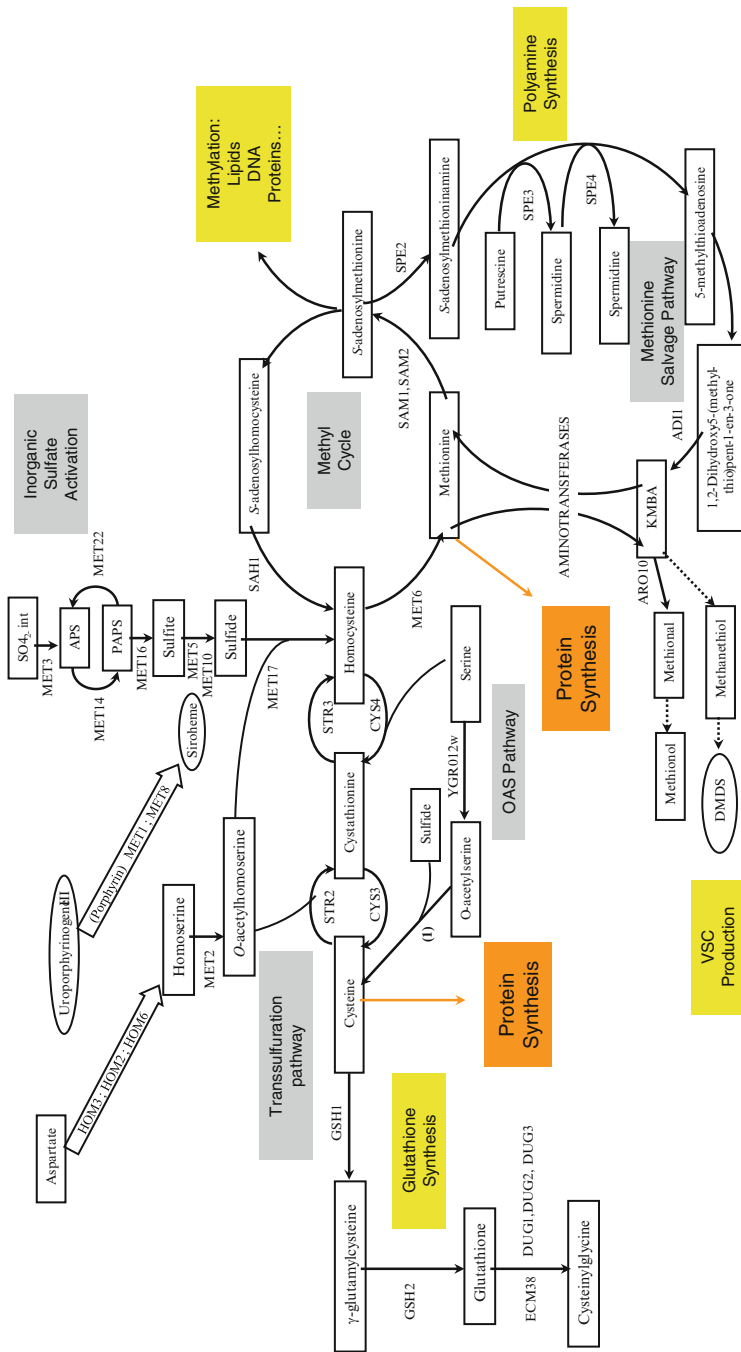 Aspartate
HOM3 ; HOM2 ; HOM6
Homoserine
MET2
O-acetylhomoserine
UroporphyrinogenIII
(Porphyrin) MET1 ; MET8
Siroheme
Inorganic
Sulfate
Activation
SO42-, int
MET3
APS
MET14
MET22
PAPS
MET16
Sulfite
MET5
MET10
Sulfide
MET17
Methylation:
Lipids
DNA
Proteins…
S-adenosylhomocysteine
SAH1
S-adenosylmethionine
Methyl
Cycle
SAM1, SAM2
SPE2
Homocysteine
MET6
Methionine
Transsulfuration
pathway
STR3
CYS4
Cystathionine
STR2
CYS3
Cysteine
Serine
YGR012w
O-acetylserine
Sulfide
(1)
OAS Pathway
Protein
Synthesis
Protein
Synthesis
GSH1
γ-glutamylcysteine
GSH2
Glutathione
Synthesis
Glutathione
ECM38
DUG1, DUG2, DUG3
Cysteinylglycine
S-adenosylmethioninamine
Polyamine
Synthesis
Putrescine
SPE3
Spermidine
SPE4
Spermidine
Methionine
Salvage Pathway
5-methylthioadenosine
ADI1
1,2-Dihydroxy5-(methyl-
thio)pent-1-en-3-one
AMINOTRANSFERASES
KMBA
ARO10
Methional
Methionol
Methanethiol
DMDS
VSC
Production